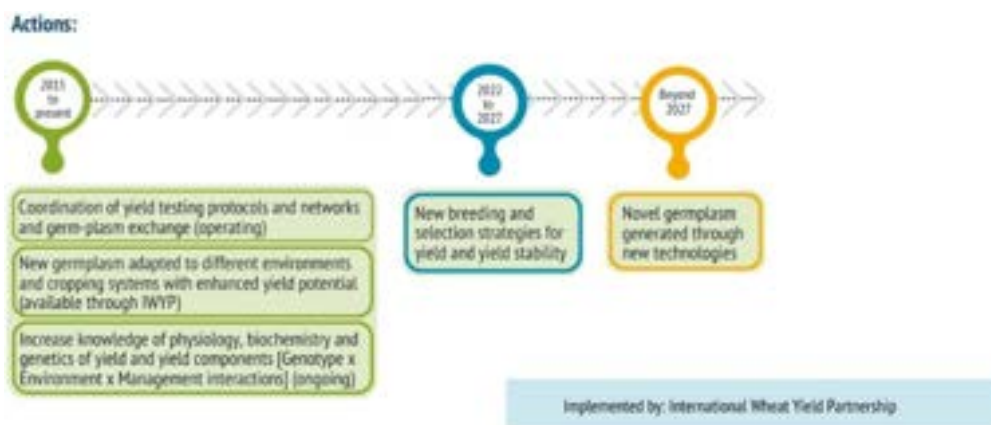 Actions:
to
present
2022
to
2027
Beyond
2027
Coordination of yield testing protocols and networks
and germ-plasm exchange (operating)
New germplasm adapted to different environments
and cropping systems with enhanced yield potential
(available through IWYP)
Increase knowledge of physiology, biochemistry and
genetics of yield and yield components [Genotype x
Environment x Management interactions] (ongoing)
New breeding and
selection strategies for
yield and yield stability
Novel germplasm
generated through
new technologies
Implemented by: International Wheat Yield Partnership